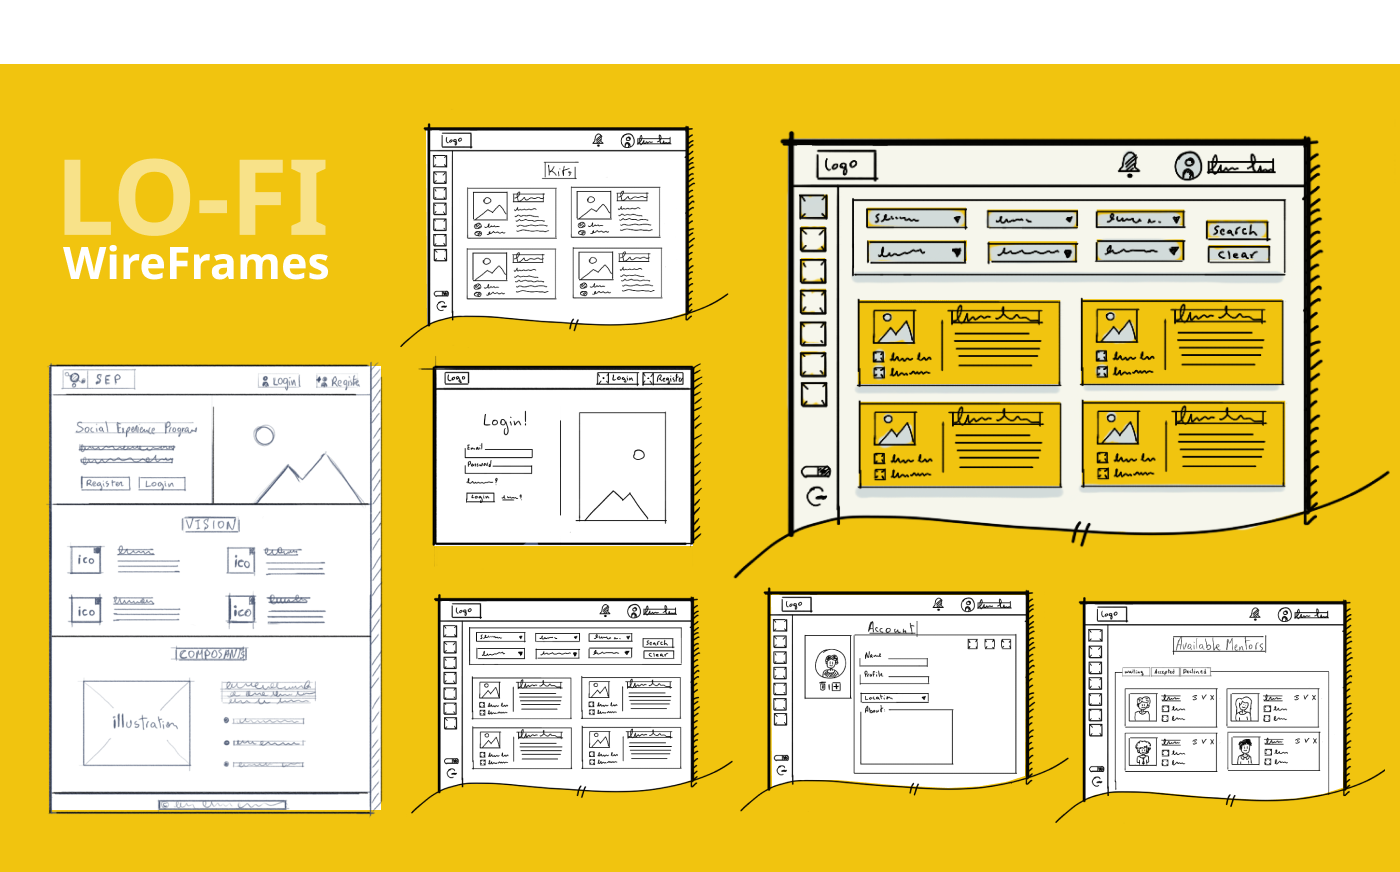 LO-FI
WireFrames
Logo
Kits
Logo
Search
Clear
SEP
Login
Registe
Social Experience Program
Register
Login
VISION
ico
ico
ico
ico
COMPOSANTS
illustration
Logo
Login
Registe
Login!
Email
Password
?
Login
?
Logo
Search
Clear
Logo
Account
Name
Profile
Location
About:
Logo
Available Mentors
waiting Accepted Declined
S V X
S V X
S V X
S V X